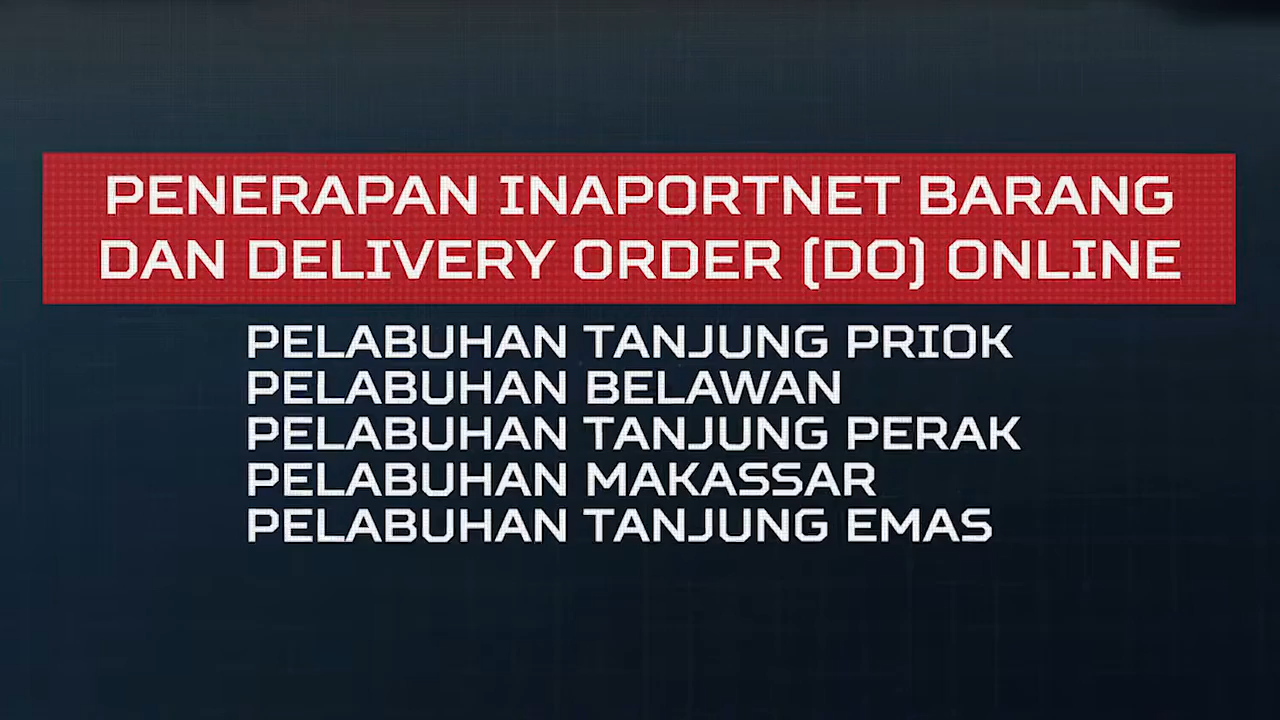 PENERAPAN INAPORTNET BARANG
DAN DELIVERY ORDER (DO) ONLINE
PELABUHAN TANJUNG PRIOK
PELABUHAN BELAWAN
PELABUHAN TANJUNG PERAK
PELABUHAN MAKASSAR
PELABUHAN TANJUNG EMAS